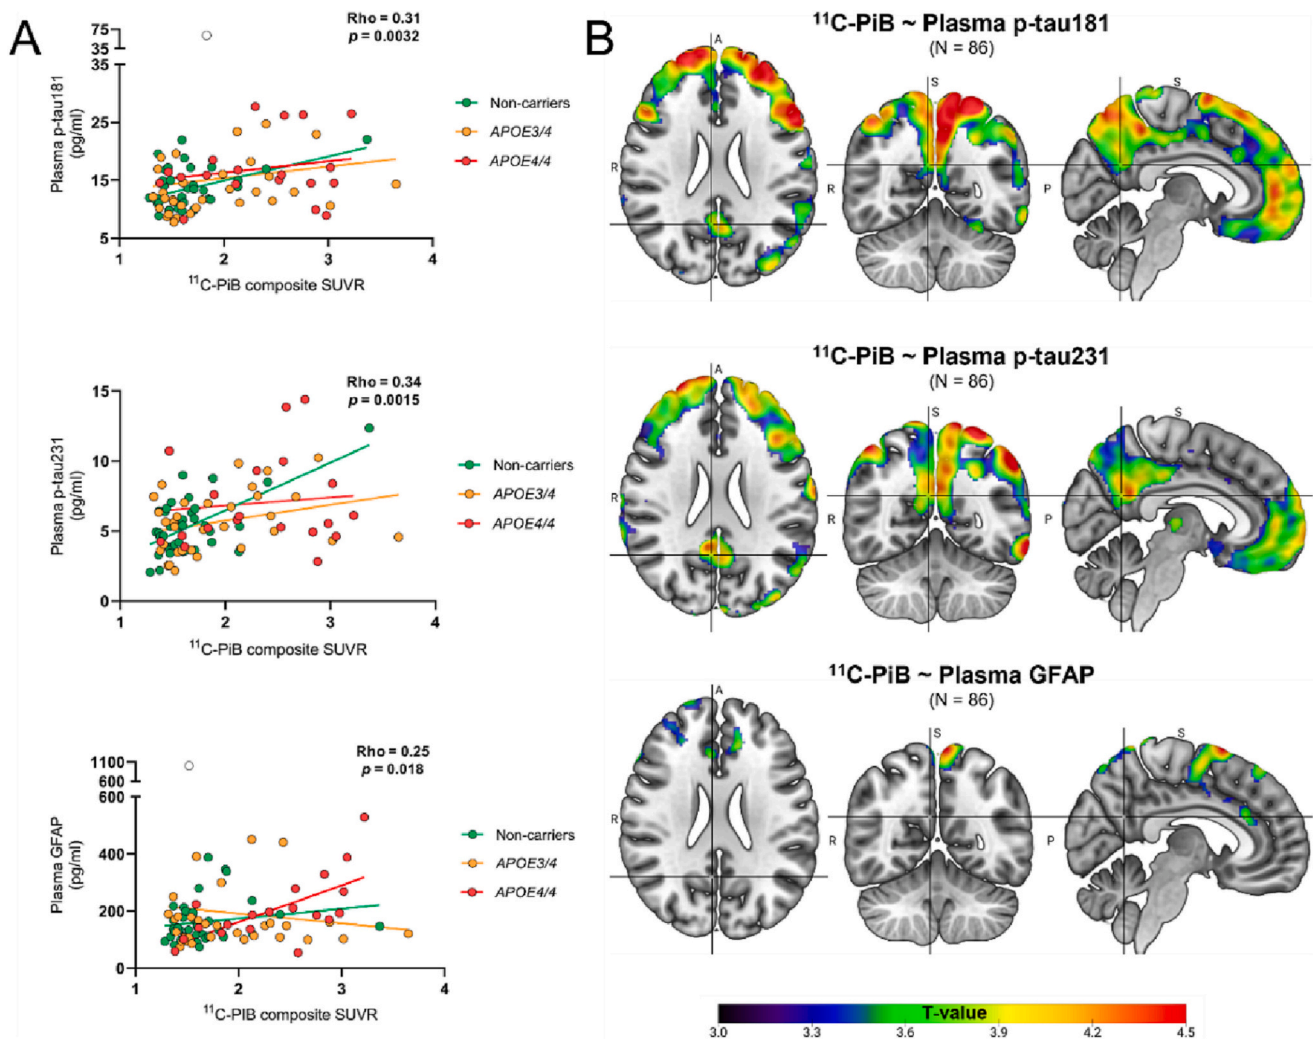 A
Rho = 0.31
p = 0.0032
75
35
35
25
15
5
Plasma p-tau181
(pg/ml)
1
2
3
4
¹¹C-PiB composite SUVR
Non-carriers
APOE3/4
APOE4/4
Rho = 0.34
p = 0.0015
15
10
5
0
Plasma p-tau231
(pg/ml)
1
2
3
4
¹¹C-PiB composite SUVR
Non-carriers
APOE3/4
APOE4/4
Rho = 0.25
p = 0.018
1100
600
600
400
200
0
Plasma GFAP
(pg/ml)
1
2
3
4
¹¹C-PIB composite SUVR
Non-carriers
APOE3/4
APOE4/4
B
¹¹C-PiB ~ Plasma p-tau181
(N = 86)
A
R
S
R
S
P
¹¹C-PiB ~ Plasma p-tau231
(N = 86)
A
R
S
R
S
P
¹¹C-PiB ~ Plasma GFAP
(N = 86)
A
R
S
R
S
P
T-value
3.0
3.3
3.6
3.9
4.2
4.5